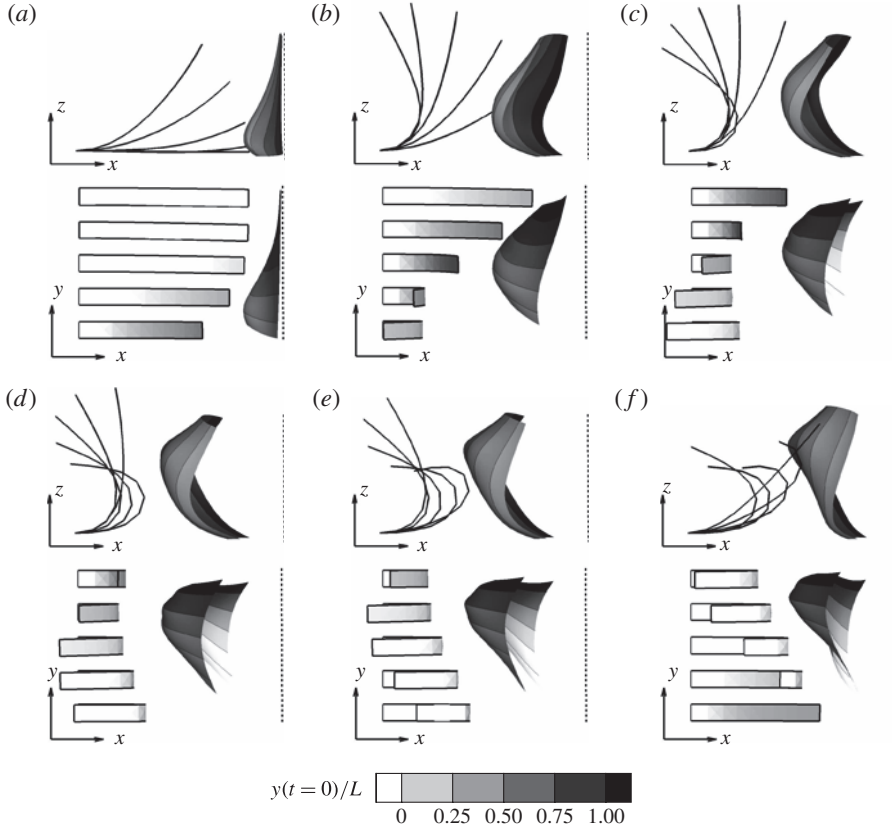 (a) (b) (c)
z z z
x x x
y y y
x x x
(d) (e) (f)
z z z
x x x
y y y
x x x
y(t = 0)/L
0 0.25 0.50 0.75 1.00